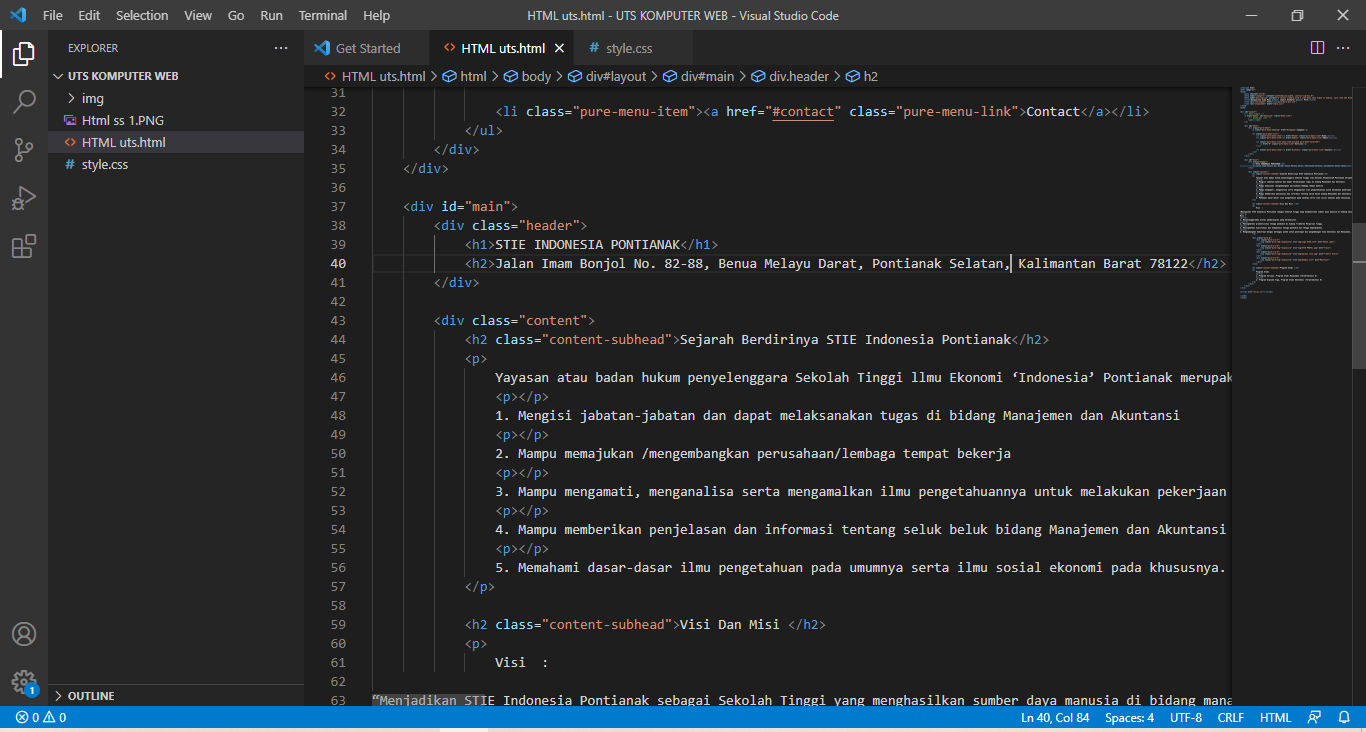 File Edit Selection View Go Run Terminal Help HTML uts.html - UTS KOMPUTER WEB - Visual Studio Code
EXPLORER ···
UTS KOMPUTER WEB
img
Html ss 1.PNG
HTML uts.html
style.css
OUTLINE
Get Started HTML uts.html style.css
HTML uts.html > html > body > div#layout > div#main > div.header > h2
31
32 <li class="pure-menu-item"><a href="#contact" class="pure-menu-link">Contact</a></li>
33 </ul>
34 </div>
35 </div>
36
37 <div id="main">
38 <div class="header">
39 <h1>STIE INDONESIA PONTIANAK</h1>
40 <h2>Jalan Imam Bonjol No. 82-88, Benua Melayu Darat, Pontianak Selatan, Kalimantan Barat 78122</h2>
41 </div>
42
43 <div class="content">
44 <h2 class="content-subhead">Sejarah Berdirinya STIE Indonesia Pontianak</h2>
45 <p>
46 Yayasan atau badan hukum penyelenggara Sekolah Tinggi llmu Ekonomi ‘Indonesia’ Pontianak merupak
47 <p></p>
48 1. Mengisi jabatan-jabatan dan dapat melaksanakan tugas di bidang Manajemen dan Akuntansi
49 <p></p>
50 2. Mampu memajukan /mengembangkan perusahaan/lembaga tempat bekerja
51 <p></p>
52 3. Mampu mengamati, menganalisa serta mengamalkan ilmu pengetahuannya untuk melakukan pekerjaan
53 <p></p>
54 4. Mampu memberikan penjelasan dan informasi tentang seluk beluk bidang Manajemen dan Akuntansi
55 <p></p>
56 5. Memahami dasar-dasar ilmu pengetahuan pada umumnya serta ilmu sosial ekonomi pada khususnya.
57 </p>
58
59 <h2 class="content-subhead">Visi Dan Misi </h2>
60 <p>
61 Visi :
62
63 “Menjadikan STIE Indonesia Pontianak sebagai Sekolah Tinggi yang menghasilkan sumber daya manusia di bidang mana
1
0 0 Ln 40, Col 84 Spaces: 4 UTF-8 CRLF HTML